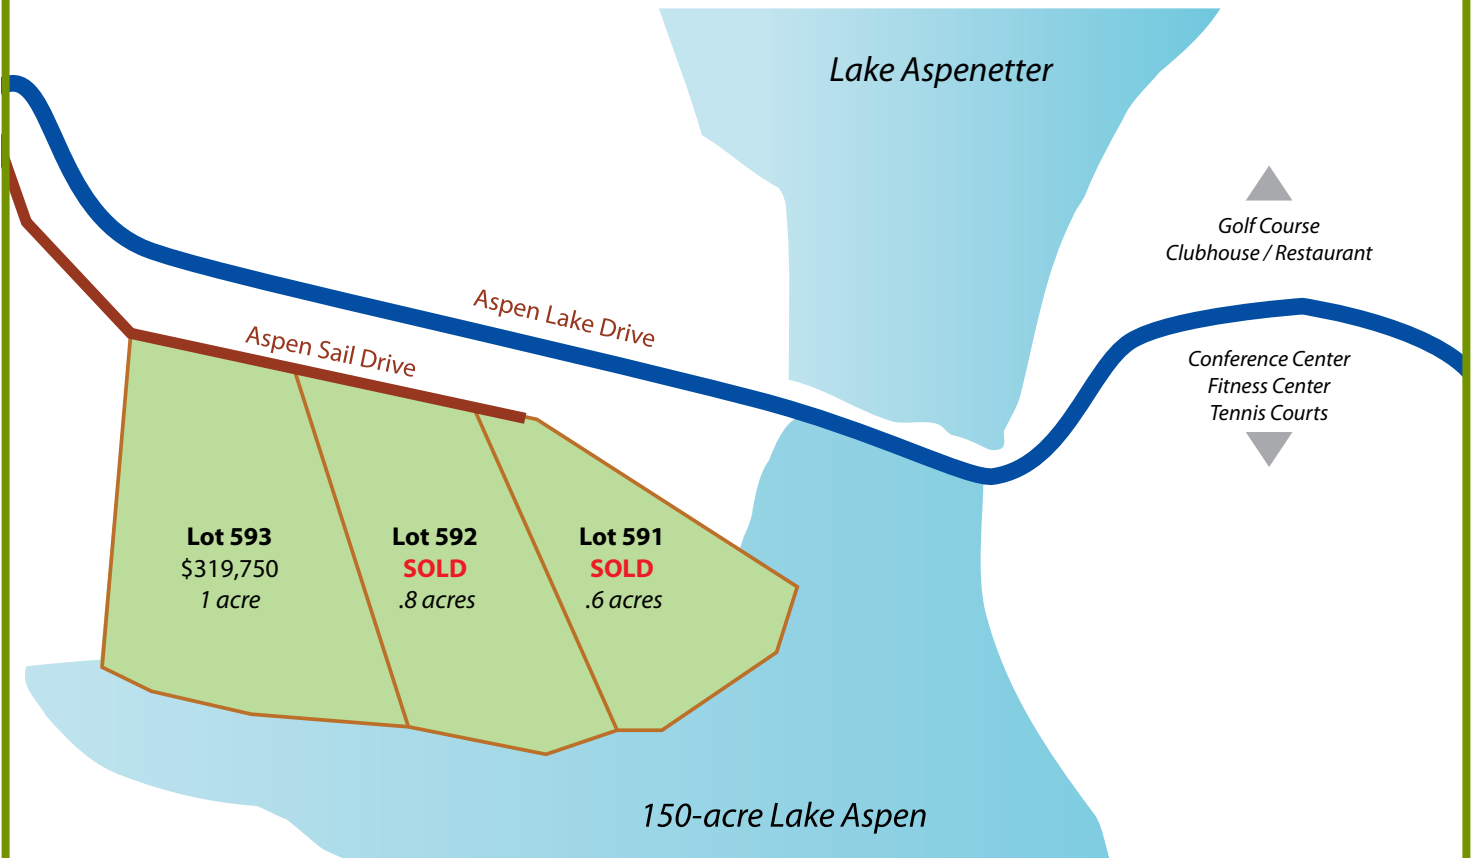 Lake Aspenetter
Golf Course
Clubhouse / Restaurant
Aspen Lake Drive
Aspen Sail Drive
Conference Center
Fitness Center
Tennis Courts
Lot 593
$319,750
1 acre
Lot 592
SOLD
.8 acres
Lot 591
SOLD
.6 acres
150-acre Lake Aspen